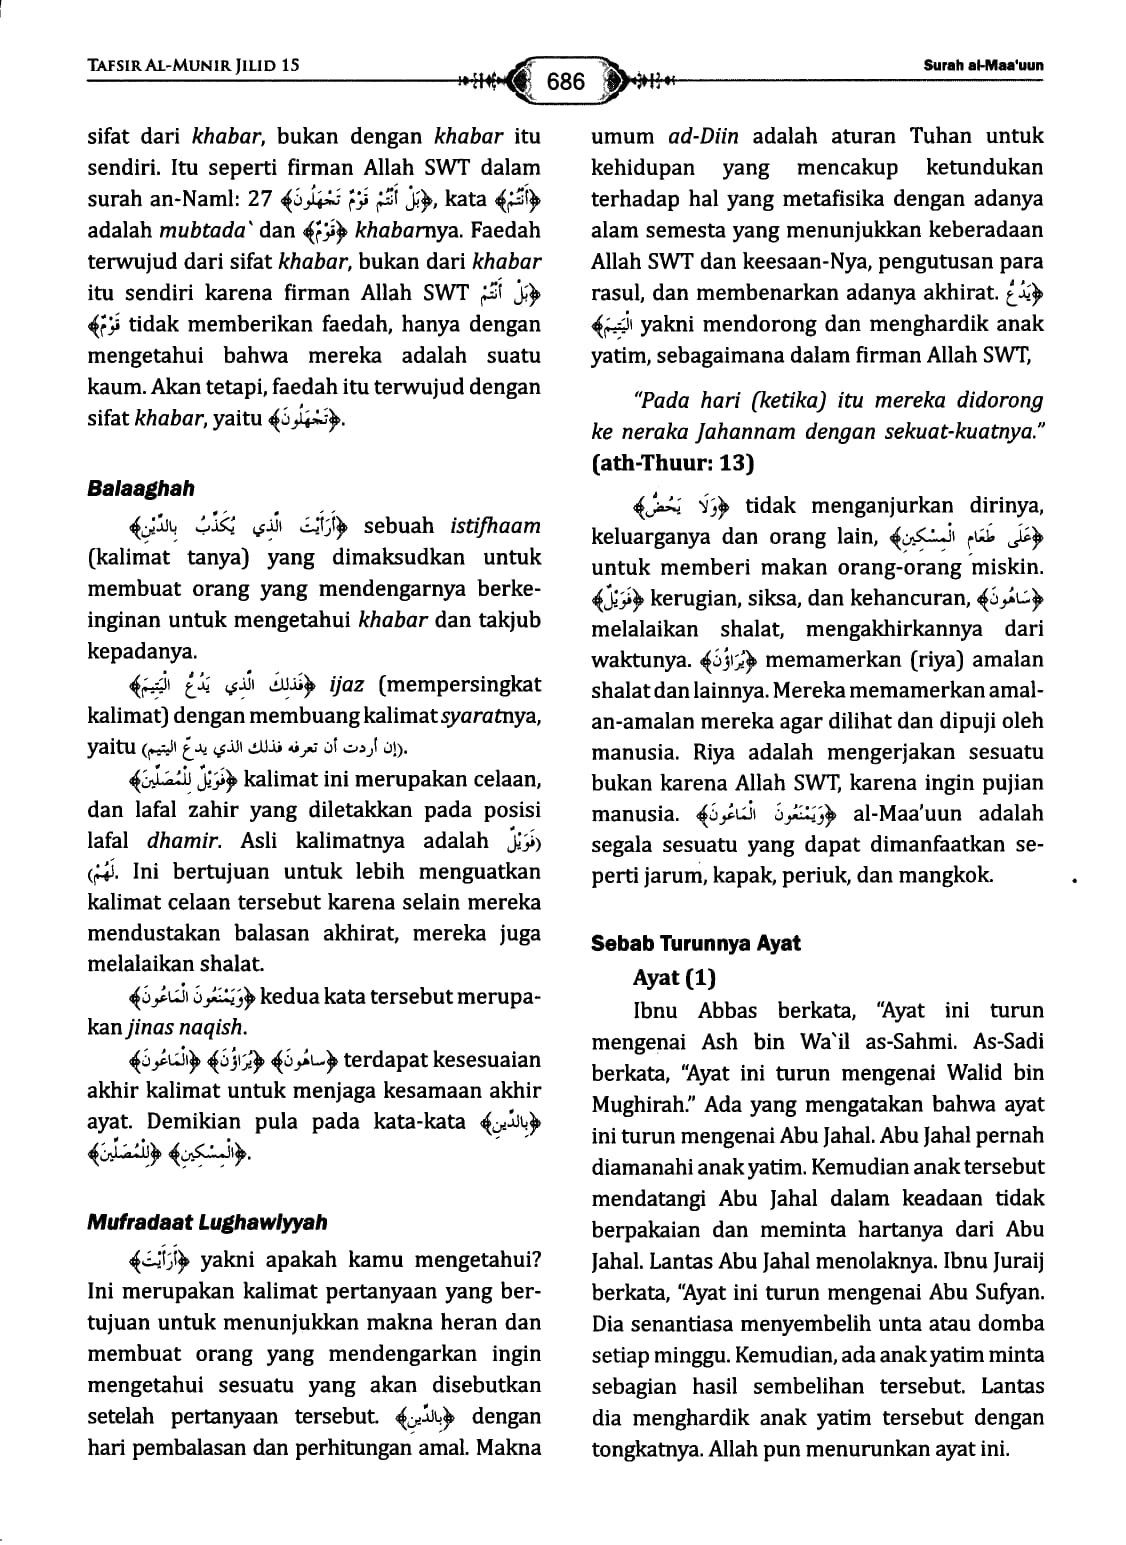 TAFSIR AL-MUNIR JILID 15
686
Surah al-Maa'uun
sifat dari khabar, bukan dengan khabar itu
sendiri. Itu seperti firman Allah SWT dalam
surah an-Naml: 27 ﴿بَلْ أَنْتُمْ قَوْمٌ تَجْهَلُونَ﴾, kata ﴿أَنْتُمْ﴾
adalah mubtada` dan ﴿قَوْمٌ﴾ khabarnya. Faedah
terwujud dari sifat khabar, bukan dari khabar
itu sendiri karena firman Allah SWT ﴿بَلْ أَنْتُمْ
قَوْمٌ﴾ tidak memberikan faedah, hanya dengan
mengetahui bahwa mereka adalah suatu
kaum. Akan tetapi, faedah itu terwujud dengan
sifat khabar, yaitu ﴿تَجْهَلُونَ﴾.
Balaaghah
﴿أَرَأَيْتَ الَّذِي يُكَذِّبُ بِالدِّيْنِ﴾ sebuah istifhaam
(kalimat tanya) yang dimaksudkan untuk
membuat orang yang mendengarnya berke-
inginan untuk mengetahui khabar dan takjub
kepadanya.
﴿فَذٰلِكَ الَّذِي يَدُعُّ الْيَتِيمَ﴾ ijaz (mempersingkat
kalimat) dengan membuang kalimat syaratnya,
yaitu (إن أردت أن تعرفه فذلك الذي يدعّ اليتيم).
﴿فَوَيْلٌ لِّلْمُصَلِّيْنَ﴾ kalimat ini merupakan celaan,
dan lafal zahir yang diletakkan pada posisi
lafal dhamir. Asli kalimatnya adalah (فَوَيْلٌ
لَهُمْ). Ini bertujuan untuk lebih menguatkan
kalimat celaan tersebut karena selain mereka
mendustakan balasan akhirat, mereka juga
melalaikan shalat.
﴿وَيَمْنَعُونَ الْمَاعُونَ﴾ kedua kata tersebut merupa-
kan jinas naqish.
﴿ساهُونَ﴾ ﴿يُرَاؤُنَ﴾ ﴿الْمَاعُونَ﴾ terdapat kesesuaian
akhir kalimat untuk menjaga kesamaan akhir
ayat. Demikian pula pada kata-kata ﴿بِالدِّينِ﴾
﴿الْمِسْكِينِ﴾ ﴿لِلْمُصَلِّينَ﴾.
Mufradaat Lughawiyyah
﴿أَرَأَيْتَ﴾ yakni apakah kamu mengetahui?
Ini merupakan kalimat pertanyaan yang ber-
tujuan untuk menunjukkan makna heran dan
membuat orang yang mendengarkan ingin
mengetahui sesuatu yang akan disebutkan
setelah pertanyaan tersebut. ﴿بِالدِّينِ﴾ dengan
hari pembalasan dan perhitungan amal. Makna
umum ad-Diin adalah aturan Tuhan untuk
kehidupan yang mencakup ketundukan
terhadap hal yang metafisika dengan adanya
alam semesta yang menunjukkan keberadaan
Allah SWT dan keesaan-Nya, pengutusan para
rasul, dan membenarkan adanya akhirat. ﴿يَدُعُّ
الْيَتِيمَ﴾ yakni mendorong dan menghardik anak
yatim, sebagaimana dalam firman Allah SWT,
“Pada hari (ketika) itu mereka didorong
ke neraka Jahannam dengan sekuat-kuatnya.”
(ath-Thuur: 13)
﴿وَلَا يَحُضُّ﴾ tidak menganjurkan dirinya,
keluarganya dan orang lain, ﴿عَلَى طَعَامِ الْمِسْكِينِ﴾
untuk memberi makan orang-orang miskin.
﴿فَوَيْلٌ﴾ kerugian, siksa, dan kehancuran, ﴿سَاهُونَ﴾
melalaikan shalat, mengakhirkannya dari
waktunya. ﴿يُرَاؤُنَ﴾ memamerkan (riya) amalan
shalat dan lainnya. Mereka memamerkan amal-
an-amalan mereka agar dilihat dan dipuji oleh
manusia. Riya adalah mengerjakan sesuatu
bukan karena Allah SWT, karena ingin pujian
manusia. ﴿وَيَمْنَعُونَ الْمَاعُونَ﴾ al-Maa'uun adalah
segala sesuatu yang dapat dimanfaatkan se-
perti jarum, kapak, periuk, dan mangkok.
Sebab Turunnya Ayat
Ayat (1)
Ibnu Abbas berkata, “Ayat ini turun
mengenai Ash bin Wa`il as-Sahmi. As-Sadi
berkata, “Ayat ini turun mengenai Walid bin
Mughirah.” Ada yang mengatakan bahwa ayat
ini turun mengenai Abu Jahal. Abu Jahal pernah
diamanahi anak yatim. Kemudian anak tersebut
mendatangi Abu Jahal dalam keadaan tidak
berpakaian dan meminta hartanya dari Abu
Jahal. Lantas Abu Jahal menolaknya. Ibnu Juraij
berkata, “Ayat ini turun mengenai Abu Sufyan.
Dia senantiasa menyembelih unta atau domba
setiap minggu. Kemudian, ada anak yatim minta
sebagian hasil sembelihan tersebut. Lantas
dia menghardik anak yatim tersebut dengan
tongkatnya. Allah pun menurunkan ayat ini.